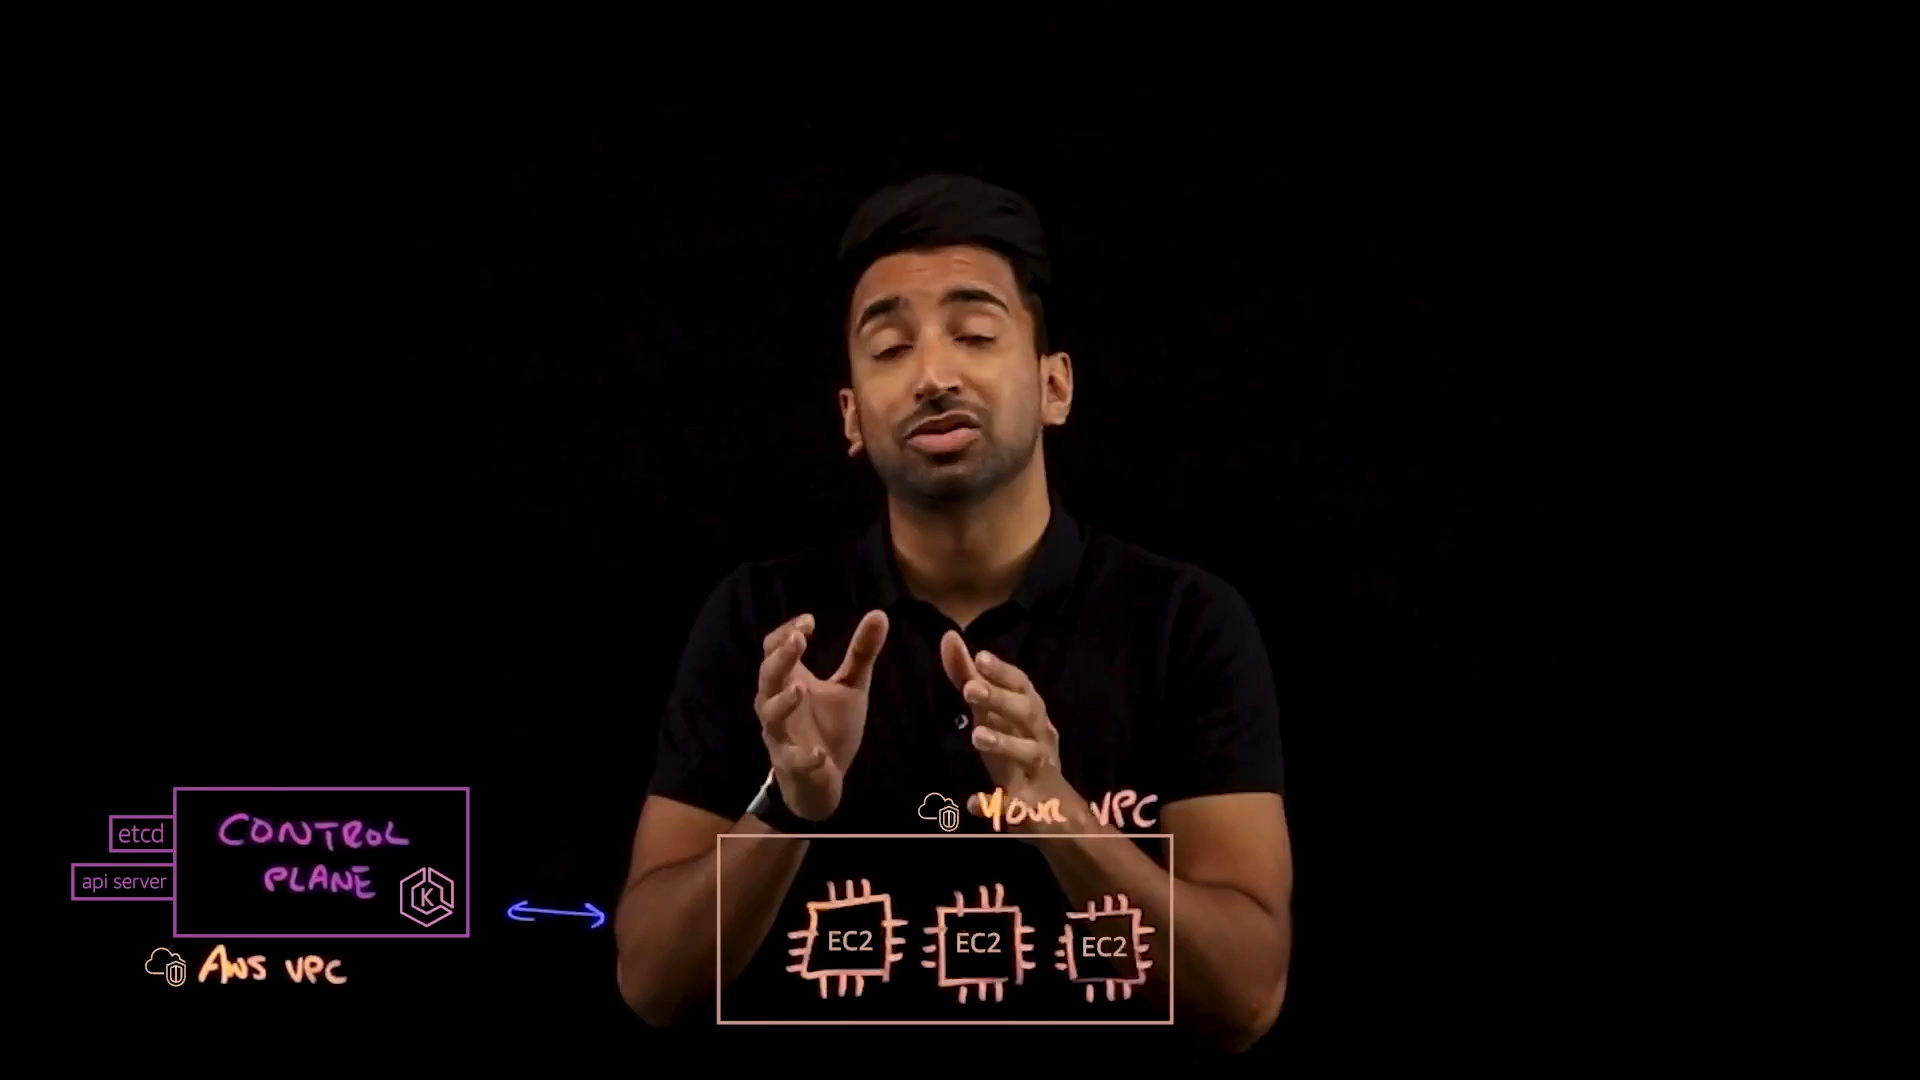 etcd
api server
CONTROL
PLANE
K
AWS VPC
YOUR VPC
EC2
EC2
EC2